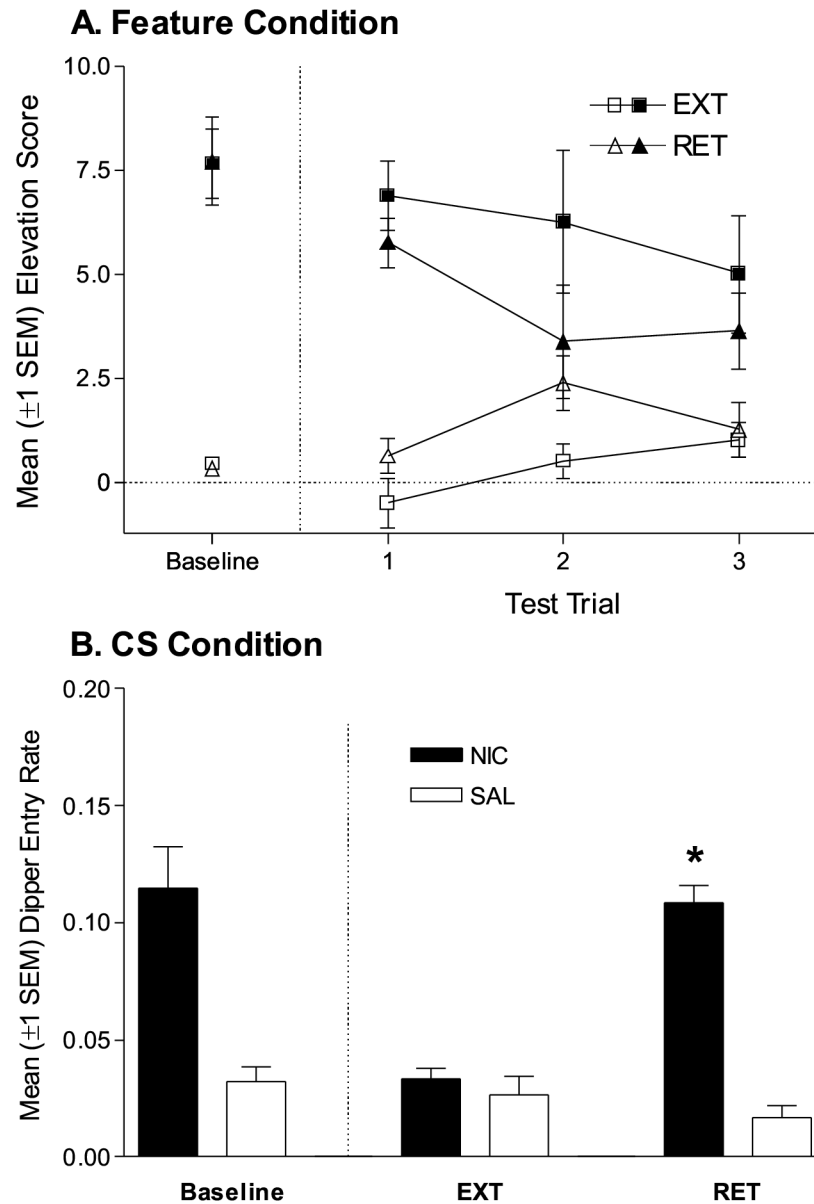 A. Feature Condition
10.0
7.5
5.0
2.5
0
Mean (±1 SEM) Elevation Score
EXT
RET
Baseline
1
2
3
Test Trial
B. CS Condition
0.20
0.15
0.10
0.05
0.00
Mean (±1 SEM) Dipper Entry Rate
NIC
SAL
*
Baseline
EXT
RET